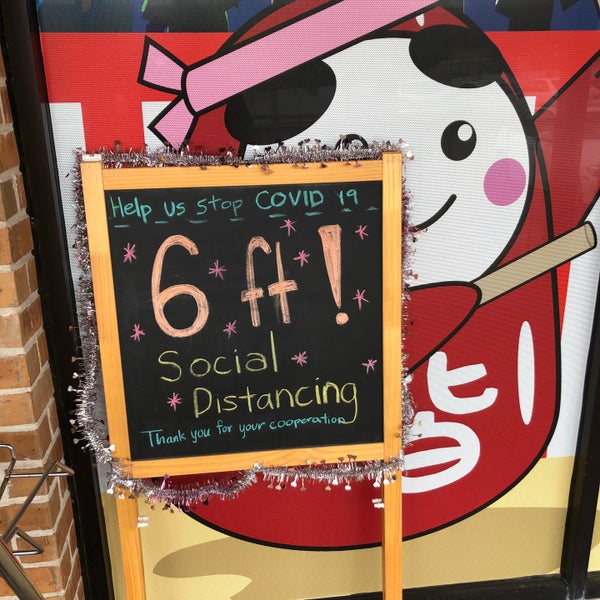 Help us stop COVID 19
6 ft!
Social
Distancing
Thank you for your cooperation